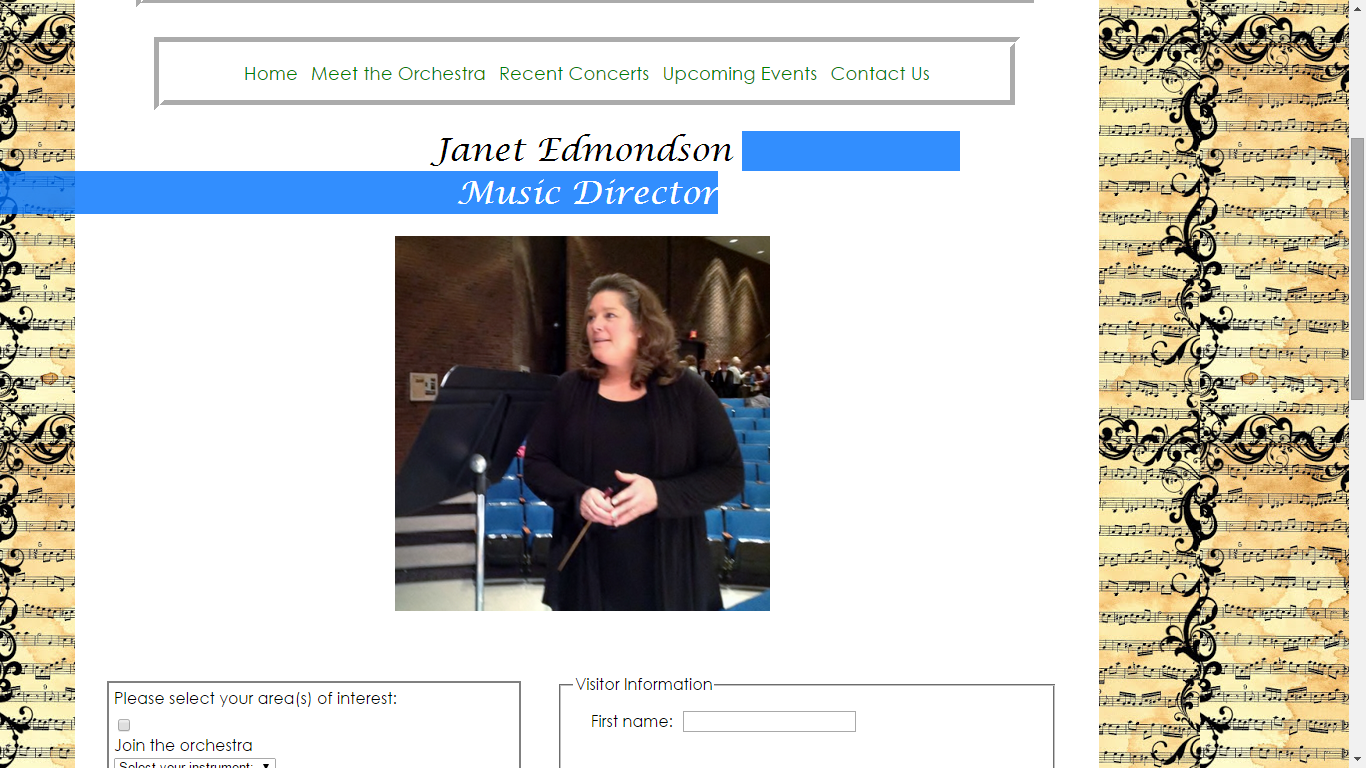 Home Meet the Orchestra Recent Concerts Upcoming Events Contact Us
Janet Edmondson
Music Director
Please select your area(s) of interest:
Join the orchestra
Select your instrument:
Visitor Information
First name: